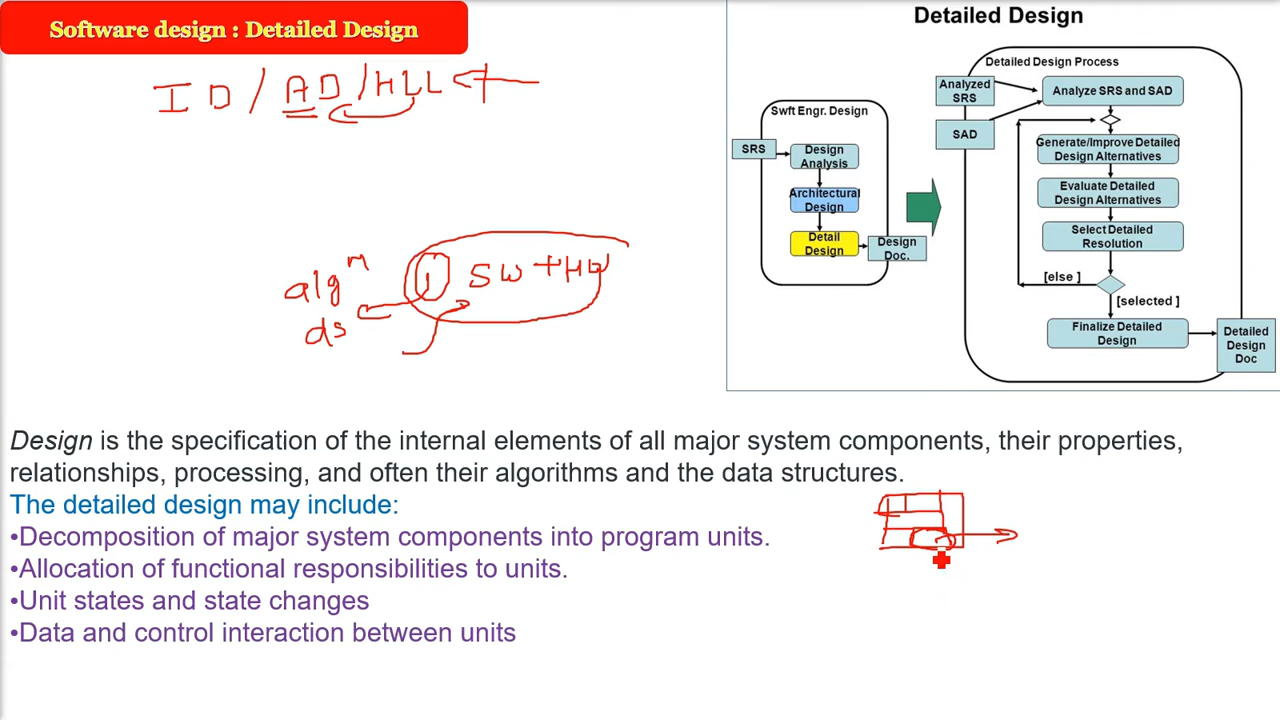 Software design : Detailed Design
I D / A D / H L L
alg^m
ds
1 SW + HW
Detailed Design
Swft Engr. Design
SRS
Design
Analysis
Architectural
Design
Detail
Design
Design
Doc.
Detailed Design Process
Analyzed
SRS
SAD
Analyze SRS and SAD
Generate/Improve Detailed
Design Alternatives
Evaluate Detailed
Design Alternatives
Select Detailed
Resolution
[else ]
[selected ]
Finalize Detailed
Design
Detailed
Design
Doc
Design is the specification of the internal elements of all major system components, their properties,
relationships, processing, and often their algorithms and the data structures.
The detailed design may include:
•Decomposition of major system components into program units.
•Allocation of functional responsibilities to units.
•Unit states and state changes
•Data and control interaction between units